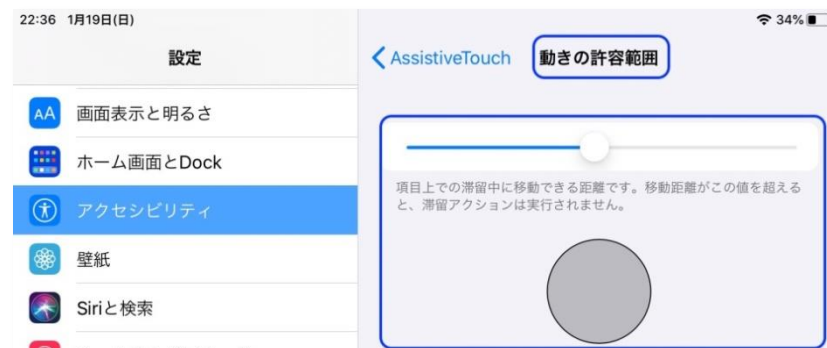 22:36 1月19日(日)
34%
設定
AssistiveTouch
動きの許容範囲
AA
画面表示と明るさ
ホーム画面とDock
アクセシビリティ
壁紙
Siriと検索
項目上での滞留中に移動できる距離です。移動距離がこの値を超える
と、滞留アクションは実行されません。